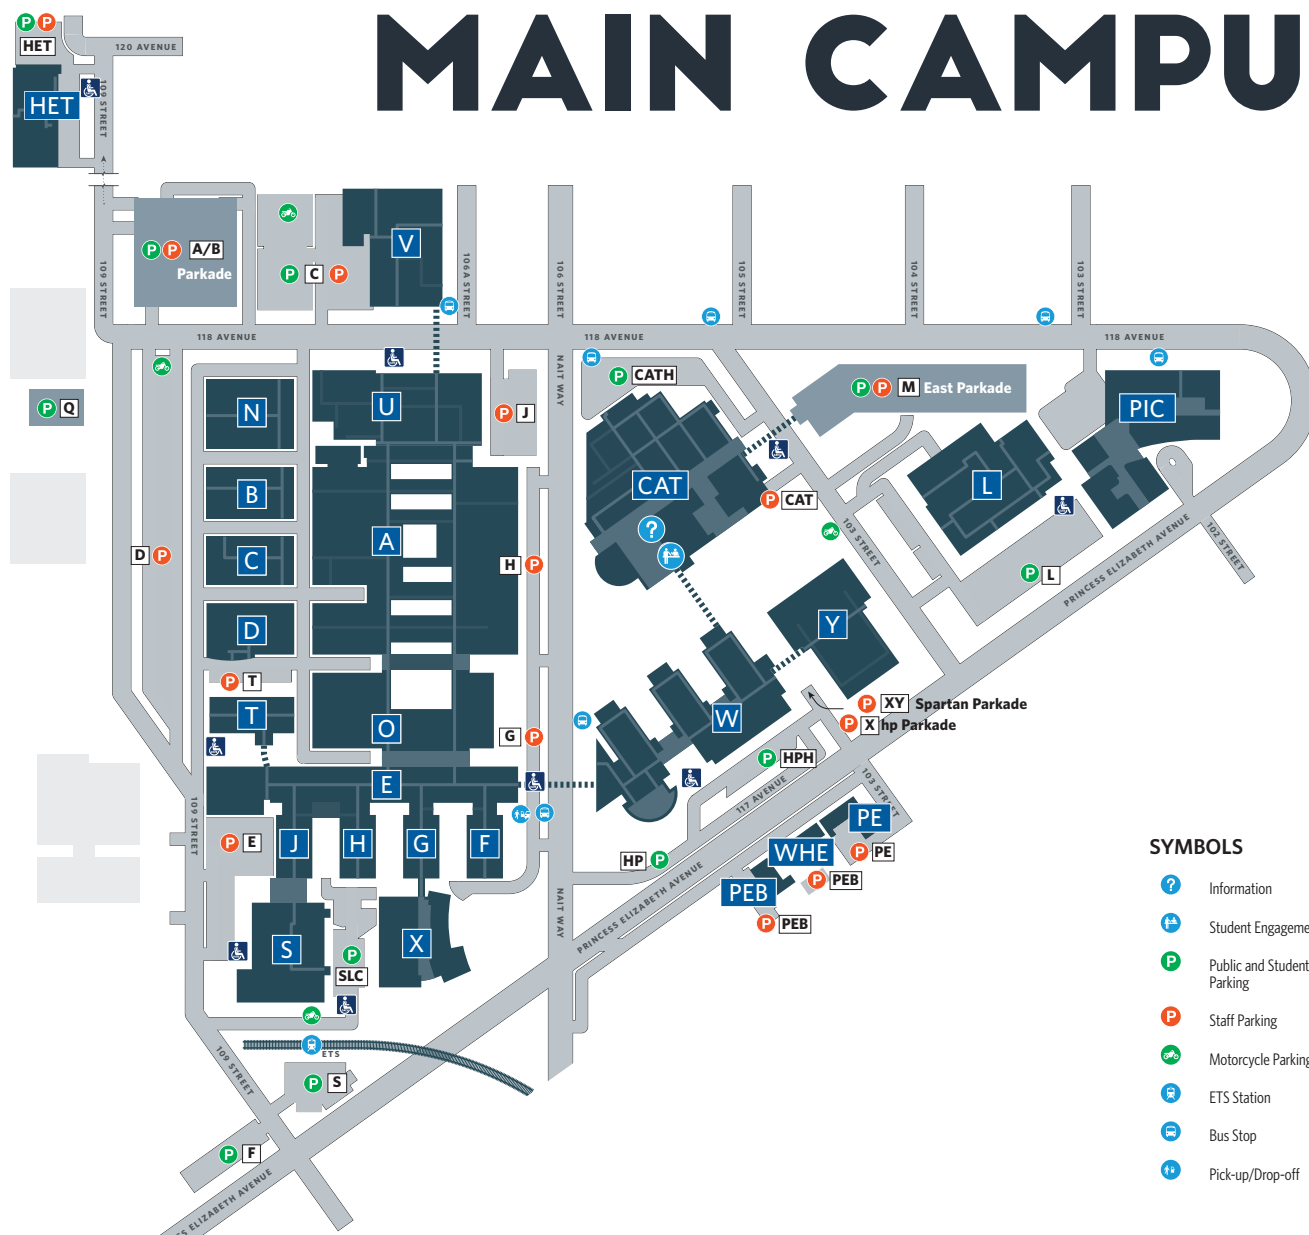 MAIN CAMPU
P P
HET
120 AVENUE
HET
109 STREET
P P A/B
Parkade
P C P
V
109 STREET
106A STREET
106 STREET
105 STREET
104 STREET
103 STREET
118 AVENUE
118 AVENUE
118 AVENUE
NAIT WAY
P CATH
P P M East Parkade
P Q
N
U
P J
PIC
B
CAT
P CAT
L
A
?
D P
C
H P
103 STREET
P L
PRINCESS ELIZABETH AVENUE
102 STREET
D
Y
P T
T
O
W
P XY Spartan Parkade
P X hp Parkade
G P
P HPH
E
117 AVENUE
103 STREET
109 STREET
P E
J
H
G
F
HP P
PE
WHE
P PE
PEB
P PEB
P PEB
NAIT WAY
PRINCESS ELIZABETH AVENUE
S
X
P
SLC
ETS
109 STREET
P S
P F
SS ELIZABETH AVENUE
SYMBOLS
? Information
Student Engageme
P Public and Student
Parking
P Staff Parking
Motorcycle Parking
ETS Station
Bus Stop
Pick-up/Drop-off